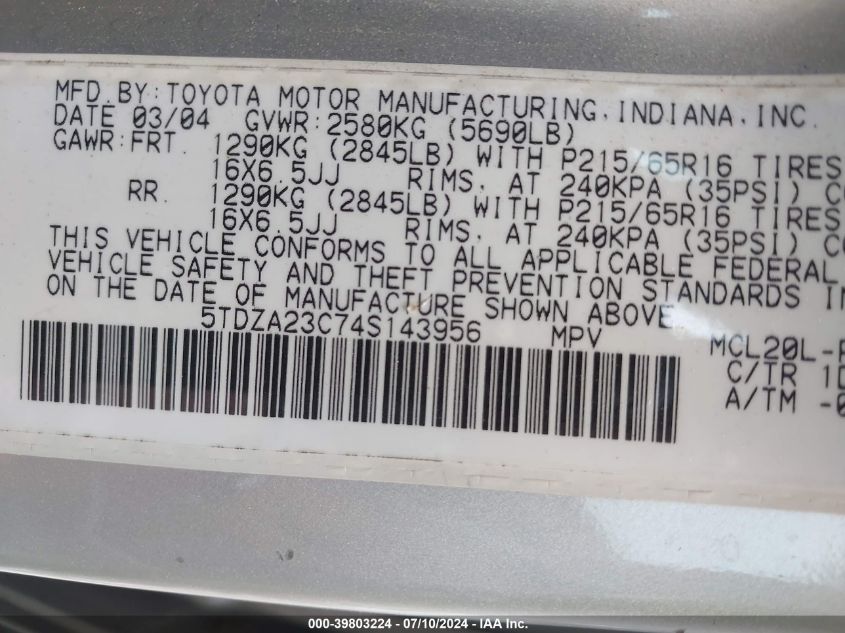 MFD.BY:TOYOTA MOTOR MANUFACTURING,INDIANA,INC.
DATE 03/04 GVWR:2580KG (5690LB)
GAWR:FRT. 1290KG (2845LB) WITH P215/65R16 TIRES
16X6.5JJ RIMS, AT 240KPA (35PSI)
RR. 1290KG (2845LB) WITH P215/65R16 TIRES
16X6.5JJ RIMS, AT 240KPA (35PSI)
THIS VEHICLE CONFORMS TO ALL APPLICABLE FEDERAL
VEHICLE SAFETY AND THEFT PREVENTION STANDARDS
ON THE DATE OF MANUFACTURE SHOWN ABOVE.
5TDZA23C74S143956 MPV
MCL20L-
C/TR
A/TM
000-39803224 - 07/10/2024 - IAA Inc.